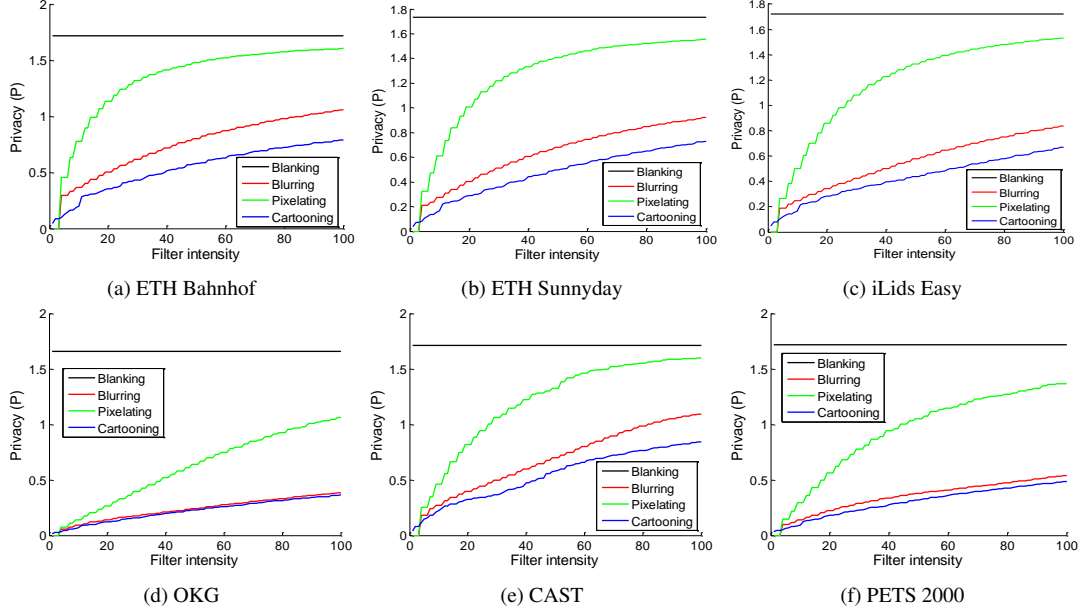 2
1.5
1
0.5
0
Privacy (P)
0 20 40 60 80 100
Filter intensity
Blanking
Blurring
Pixelating
Cartooning
(a) ETH Bahnhof
1.8
1.6
1.4
1.2
1
0.8
0.6
0.4
0.2
0
Privacy (P)
0 20 40 60 80 100
Filter intensity
Blanking
Blurring
Pixelating
Cartooning
(b) ETH Sunnyday
1.8
1.6
1.4
1.2
1
0.8
0.6
0.4
0.2
0
Privacy (P)
0 20 40 60 80 100
Filter intensity
Blanking
Blurring
Pixelating
Cartooning
(c) iLids Easy
2
1.5
1
0.5
0
Privacy (P)
0 20 40 60 80 100
Filter intensity
Blanking
Blurring
Pixelating
Cartooning
(d) OKG
2
1.5
1
0.5
0
Privacy (P)
0 20 40 60 80 100
Filter intensity
Blanking
Blurring
Pixelating
Cartooning
(e) CAST
2
1.5
1
0.5
0
Privacy (P)
0 20 40 60 80 100
Filter intensity
Blanking
Blurring
Pixelating
Cartooning
(f) PETS 2000